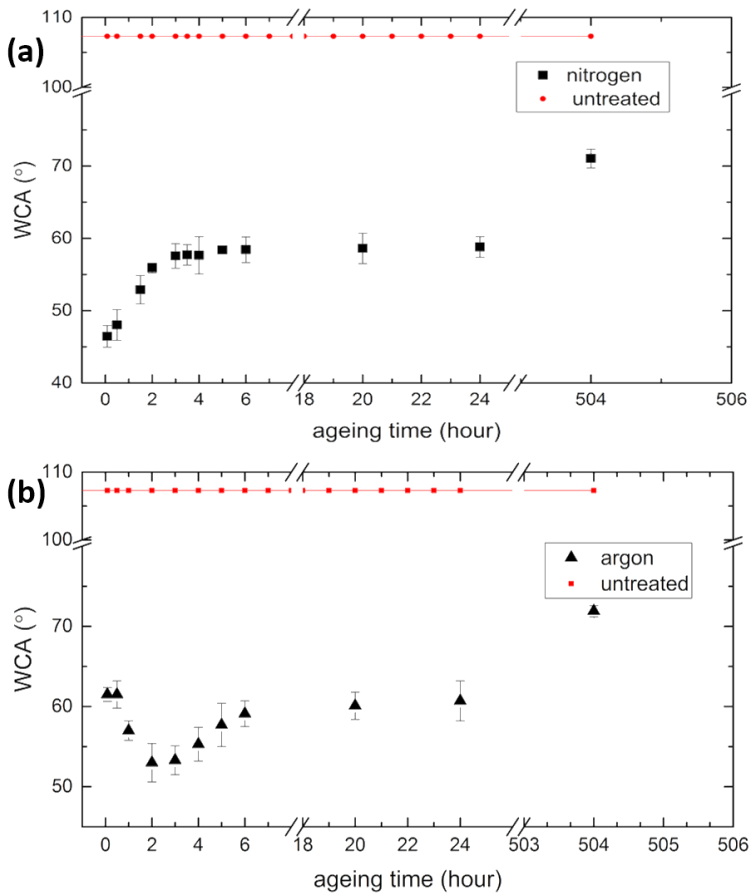 (a)
110
100
70
60
50
40
WCA (°)
nitrogen
untreated
0 2 4 6 18 20 22 24 504 506
ageing time (hour)
(b)
110
100
70
60
50
WCA (°)
argon
untreated
0 2 4 6 18 20 22 24 503 504 505 506
ageing time (hour)